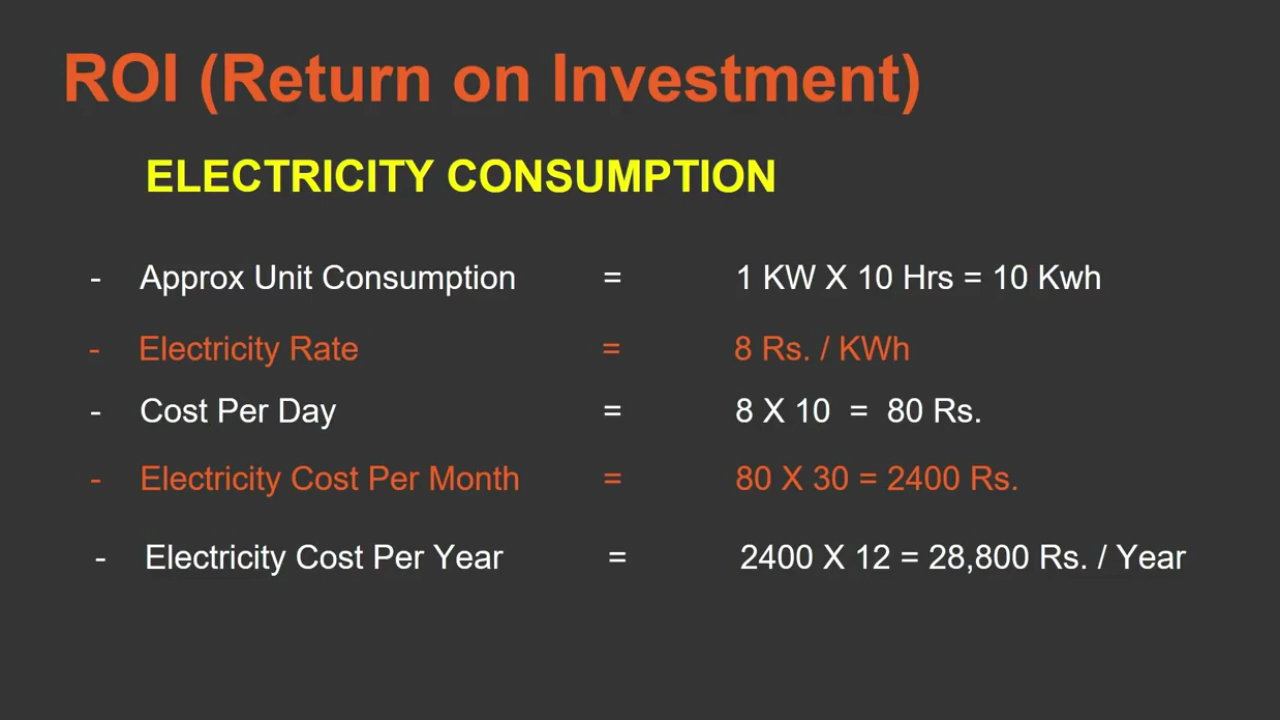 ROI (Return on Investment)
ELECTRICITY CONSUMPTION
- Approx Unit Consumption = 1 KW X 10 Hrs = 10 Kwh
- Electricity Rate = 8 Rs. / KWh
- Cost Per Day = 8 X 10 = 80 Rs.
- Electricity Cost Per Month = 80 X 30 = 2400 Rs.
- Electricity Cost Per Year = 2400 X 12 = 28,800 Rs. / Year